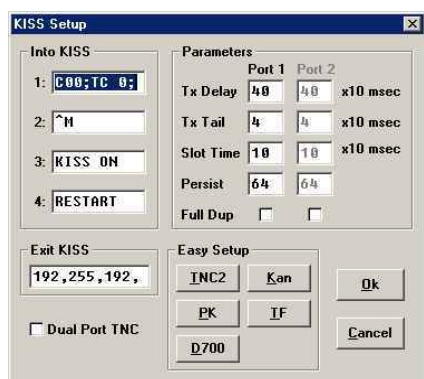 KISS Setup
Into KISS
1: C00;TC 0;
2: ^M
3: KISS ON
4: RESTART
Parameters
Port 1 Port 2
Tx Delay 40 40 x10 msec
Tx Tail 4 4 x10 msec
Slot Time 10 10 x10 msec
Persist 64 64
Full Dup
Exit KISS
192,255,192,
Dual Port TNC
Easy Setup
TNC2 Kan
PK TF
D700
Ok
Cancel